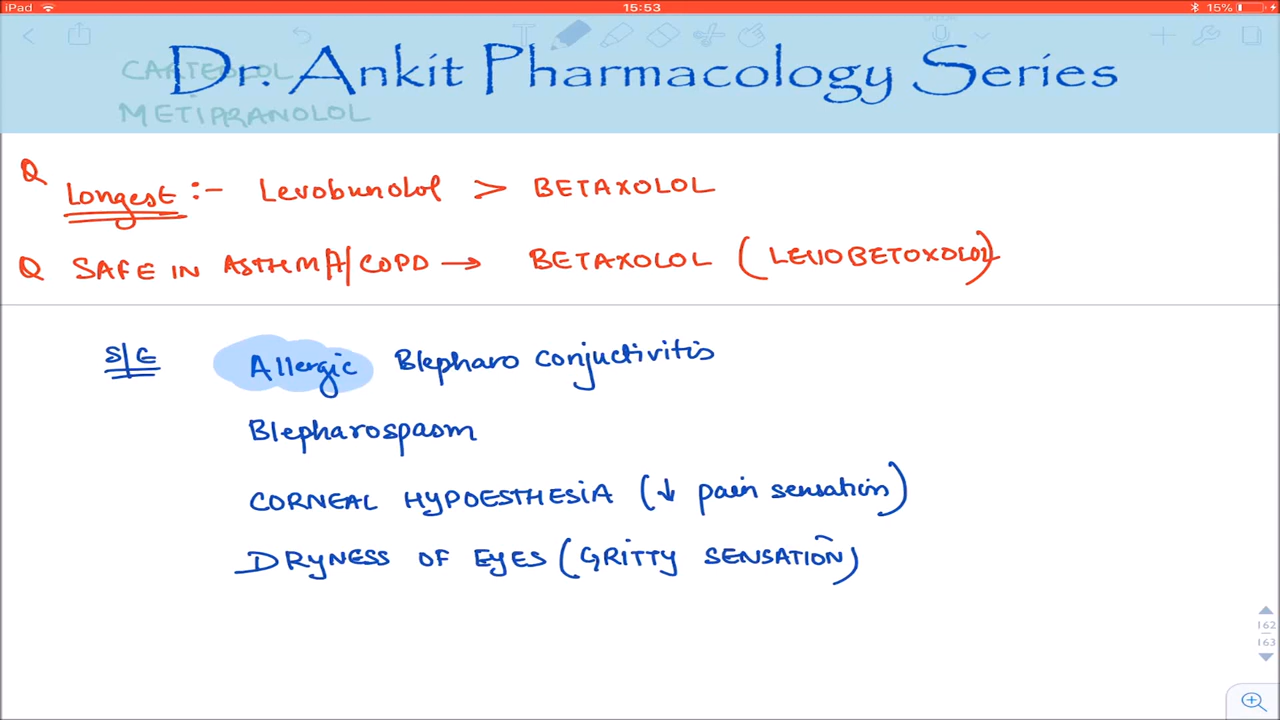 iPad 15:53 15%
Dr. Ankit Pharmacology Series
CARTEOLOL
METIPRANOLOL
Q Longest :- Levobunolol > BETAXOLOL
Q SAFE IN ASTHMA/COPD → BETAXOLOL (LEVOBETOXOLOL)
S/E Allergic Blepharo conjuctivitis
Blepharospasm
CORNEAL HYPOESTHESIA (↓ pain sensation)
DRYNESS OF EYES (GRITTY SENSATION)
162
163